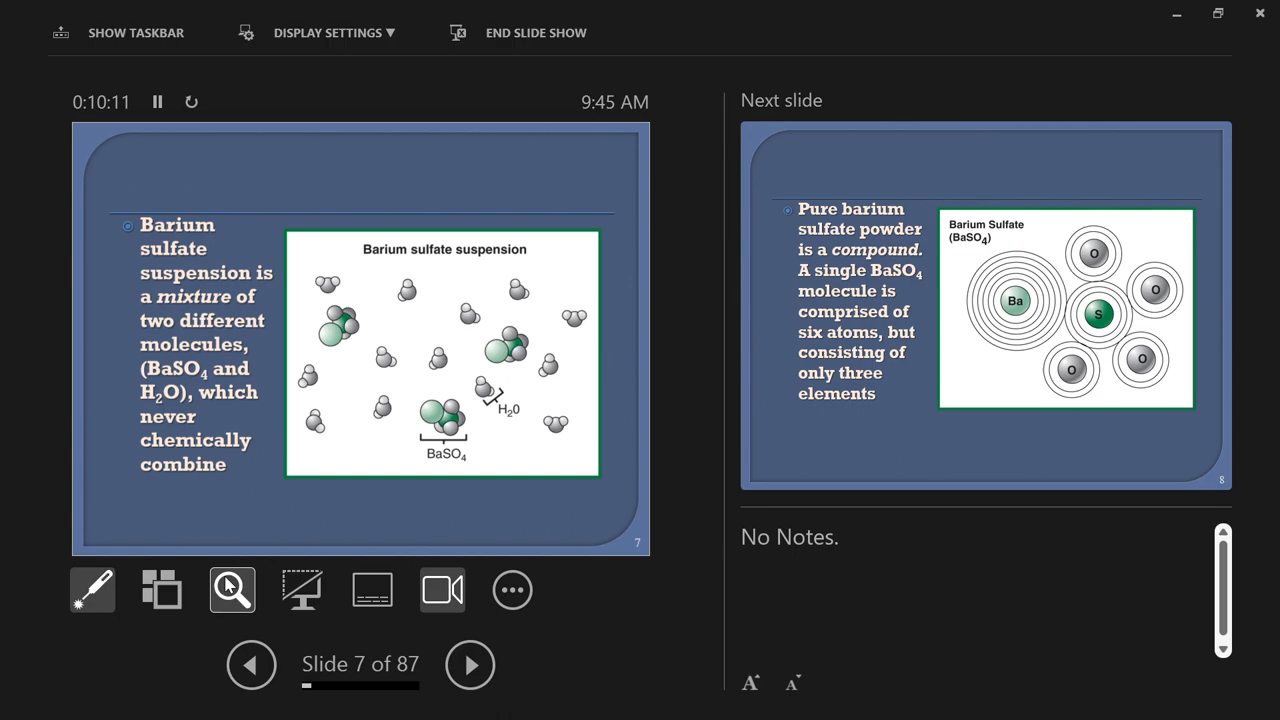 SHOW TASKBAR
DISPLAY SETTINGS ▼
END SLIDE SHOW
0:10:11
9:45 AM
Barium
sulfate
suspension is
a mixture of
two different
molecules,
(BaSO₄ and
H₂O), which
never
chemically
combine
Barium sulfate suspension
H₂0
BaSO₄
7
Slide 7 of 87
Next slide
Pure barium
sulfate powder
is a compound.
A single BaSO₄
molecule is
comprised of
six atoms, but
consisting of
only three
elements
Barium Sulfate
(BaSO₄)
O
O
Ba
S
O
O
8
No Notes.
A
A